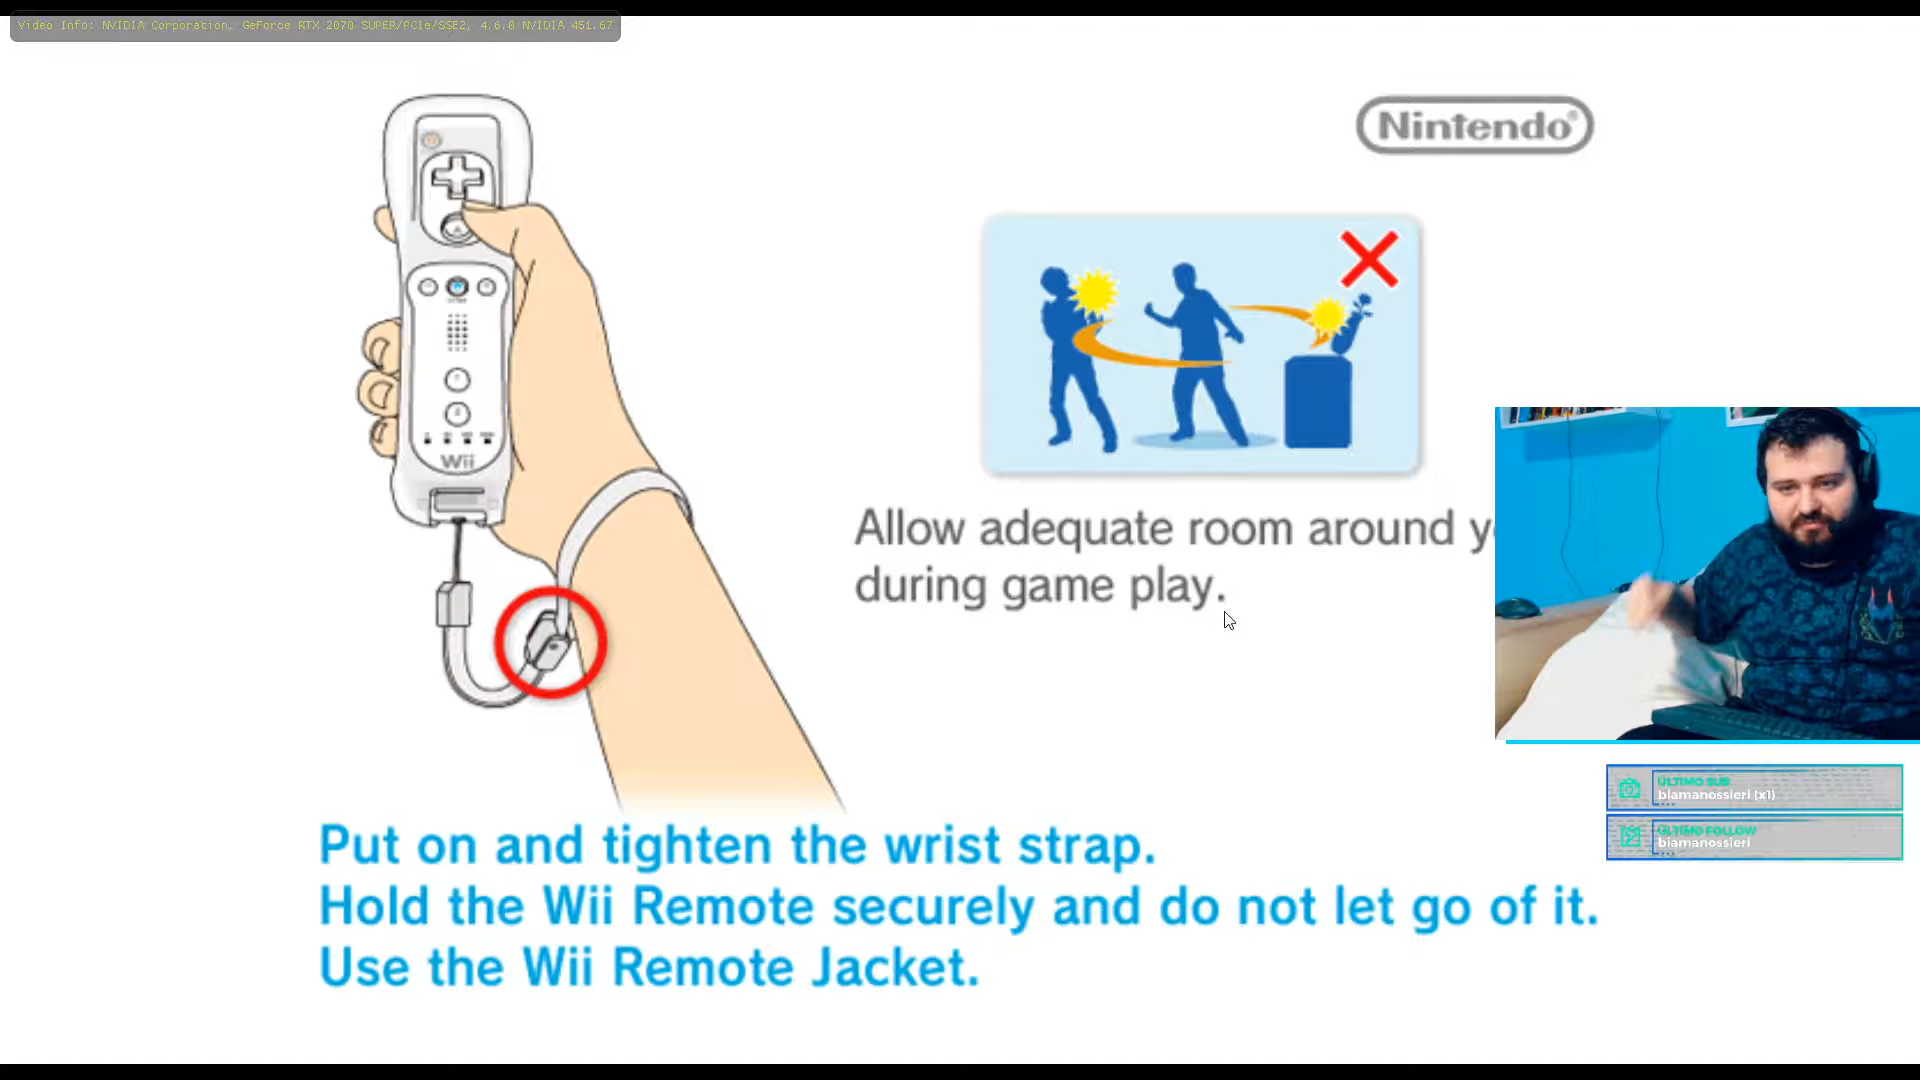 Video Info: NVIDIA Corporation, GeForce RTX 2070 SUPER/PCIe/SSE2, 4.6.0 NVIDIA 451.67
Nintendo®
Wii
Allow adequate room around
during game play.
ÚLTIMO SUB
biamanossieri (x1)
ÚLTIMO FOLLOW
biamanossieri
Put on and tighten the wrist strap.
Hold the Wii Remote securely and do not let go of it.
Use the Wii Remote Jacket.